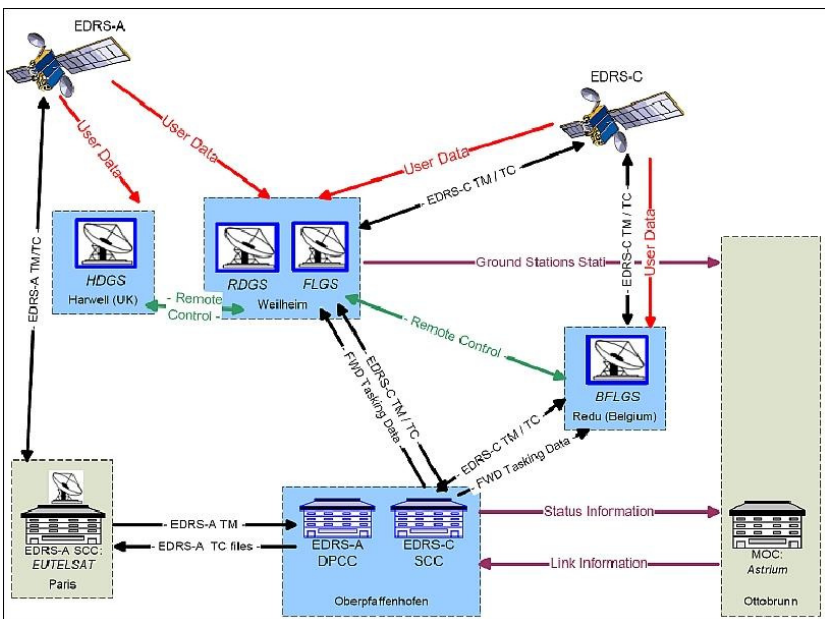 EDRS-A
EDRS-C
User Data
User Data
User Data
EDRS-C TM / TC
EDRS-C TM / TC
User Data
EDRS-A TM/TC
HDGS
Harwell (UK)
RDGS
FLGS
Weilheim
Ground Stations Stati
- Remote
Control -
- Remote Control -
EDRS-C TM / TC
FWD Tasking Data
BFLGS
Redu (Belgium)
EDRS-C TM / TC
FWD Tasking Data
EDRS-A SCC:
EUTELSAT
Paris
- EDRS-A TM
- EDRS-A TC files
EDRS-A
DPCC
EDRS-C
SCC
Oberpfaffenhofen
Status Information
Link Information
MOC:
Astrium
Ottobrunn